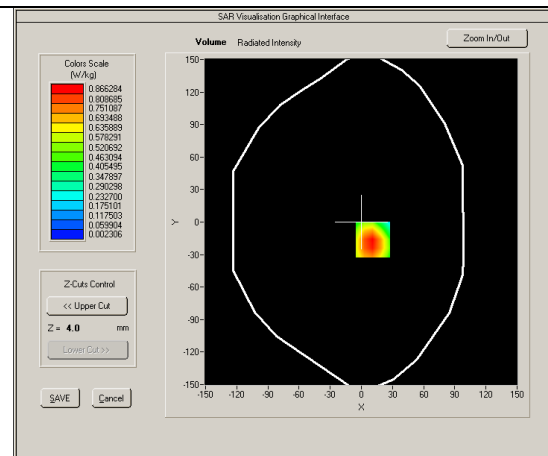 SAR Visualisation Graphical Interface
Volume Radiated Intensity
Zoom In/Out
Colors Scale
(W/kg)
0.866284
0.808685
0.751087
0.693488
0.635889
0.578291
0.520692
0.463094
0.405495
0.347897
0.290298
0.232700
0.175101
0.117503
0.059904
0.002306
Z-Cuts Control
<< Upper Cut
Z = 4.0 mm
Lower Cut >>
SAVE Cancel
150
120
90
60
30
0
-30
-60
-90
-120
-150
Y
-150 -120 -90 -60 -30 0 30 60 90 120 150
X